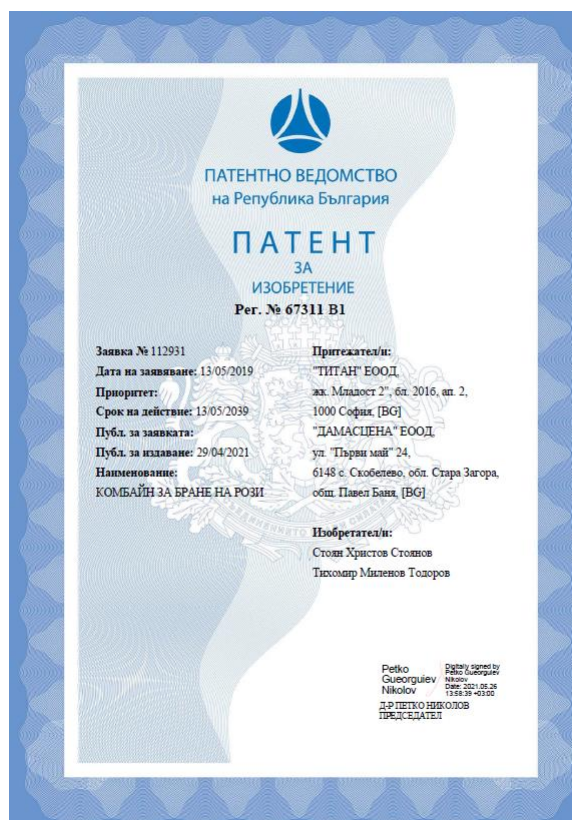 ПАТЕНТНО ВЕДОМСТВО
на Република България
ПАТЕНТ
ЗА
ИЗОБРЕТЕНИЕ
Рег. № 67311 B1
Заявка № 112931
Дата на заявяване: 13/05/2019
Приоритет:
Срок на действие: 13/05/2039
Публ. за заявката:
Публ. за издаване: 29/04/2021
Наименование:
КОМБАЙН ЗА БРАНЕ НА РОЗИ
Притежател/и:
"ТИТАН" ЕООД,
жк. Младост 2", бл. 201б, ап. 2,
1000 София, [BG]
"ДАМАСЦЕНА" ЕООД,
ул. "Първи май" 24,
6148 с. Скобелево, обл. Стара Загора,
общ. Павел Баня, [BG]
Изобретател/и:
Стоян Христов Стоянов
Тихомир Миленов Тодоров
Petko
Gueorguiev
Nikolov
Digitally signed by
Petko Gueorguiev
Nikolov
Date: 2021.05.26
13:58:39 +03:00
Д-Р ПЕТКО НИКОЛОВ
ПРЕДСЕДАТЕЛ